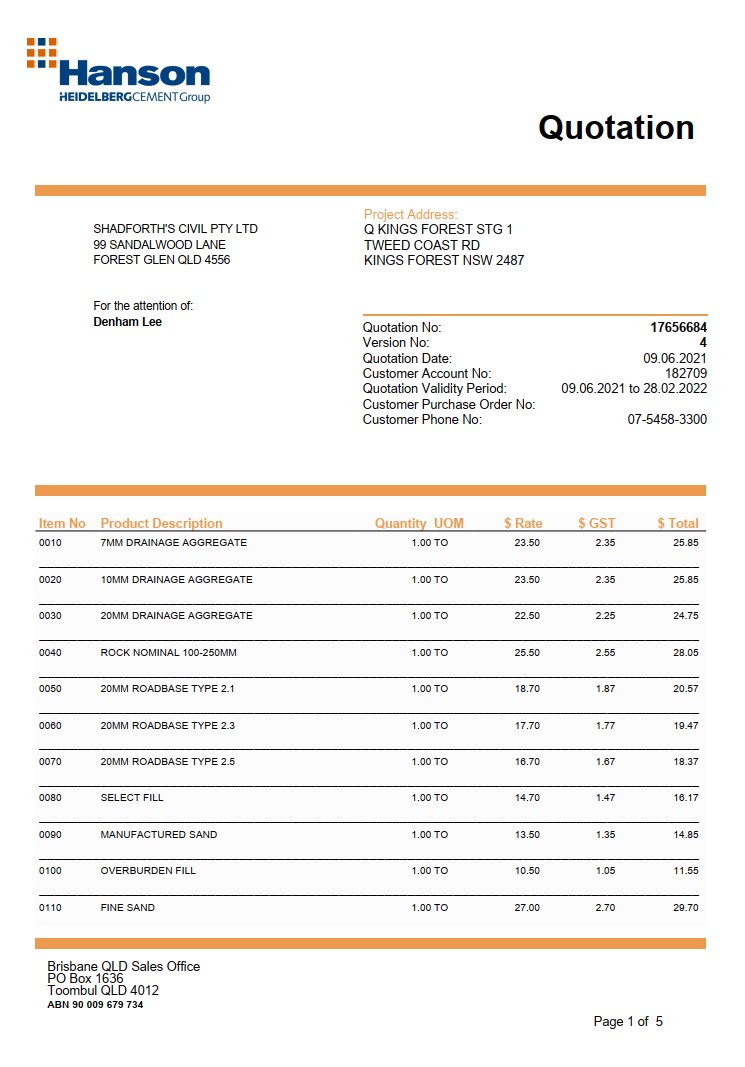 Hanson
HEIDELBERGCEMENT Group
Quotation
SHADFORTH'S CIVIL PTY LTD
99 SANDALWOOD LANE
FOREST GLEN QLD 4556
Project Address:
Q KINGS FOREST STG 1
TWEED COAST RD
KINGS FOREST NSW 2487
For the attention of:
Denham Lee
Quotation No: 17656684
Version No: 4
Quotation Date: 09.06.2021
Customer Account No: 182709
Quotation Validity Period: 09.06.2021 to 28.02.2022
Customer Purchase Order No:
Customer Phone No: 07-5458-3300
Item No Product Description Quantity UOM $ Rate $ GST $ Total
0010 7MM DRAINAGE AGGREGATE 1.00 TO 23.50 2.35 25.85
0020 10MM DRAINAGE AGGREGATE 1.00 TO 23.50 2.35 25.85
0030 20MM DRAINAGE AGGREGATE 1.00 TO 22.50 2.25 24.75
0040 ROCK NOMINAL 100-250MM 1.00 TO 25.50 2.55 28.05
0050 20MM ROADBASE TYPE 2.1 1.00 TO 18.70 1.87 20.57
0060 20MM ROADBASE TYPE 2.3 1.00 TO 17.70 1.77 19.47
0070 20MM ROADBASE TYPE 2.5 1.00 TO 16.70 1.67 18.37
0080 SELECT FILL 1.00 TO 14.70 1.47 16.17
0090 MANUFACTURED SAND 1.00 TO 13.50 1.35 14.85
0100 OVERBURDEN FILL 1.00 TO 10.50 1.05 11.55
0110 FINE SAND 1.00 TO 27.00 2.70 29.70
Brisbane QLD Sales Office
PO Box 1636
Toombul QLD 4012
ABN 90 009 679 734
Page 1 of 5